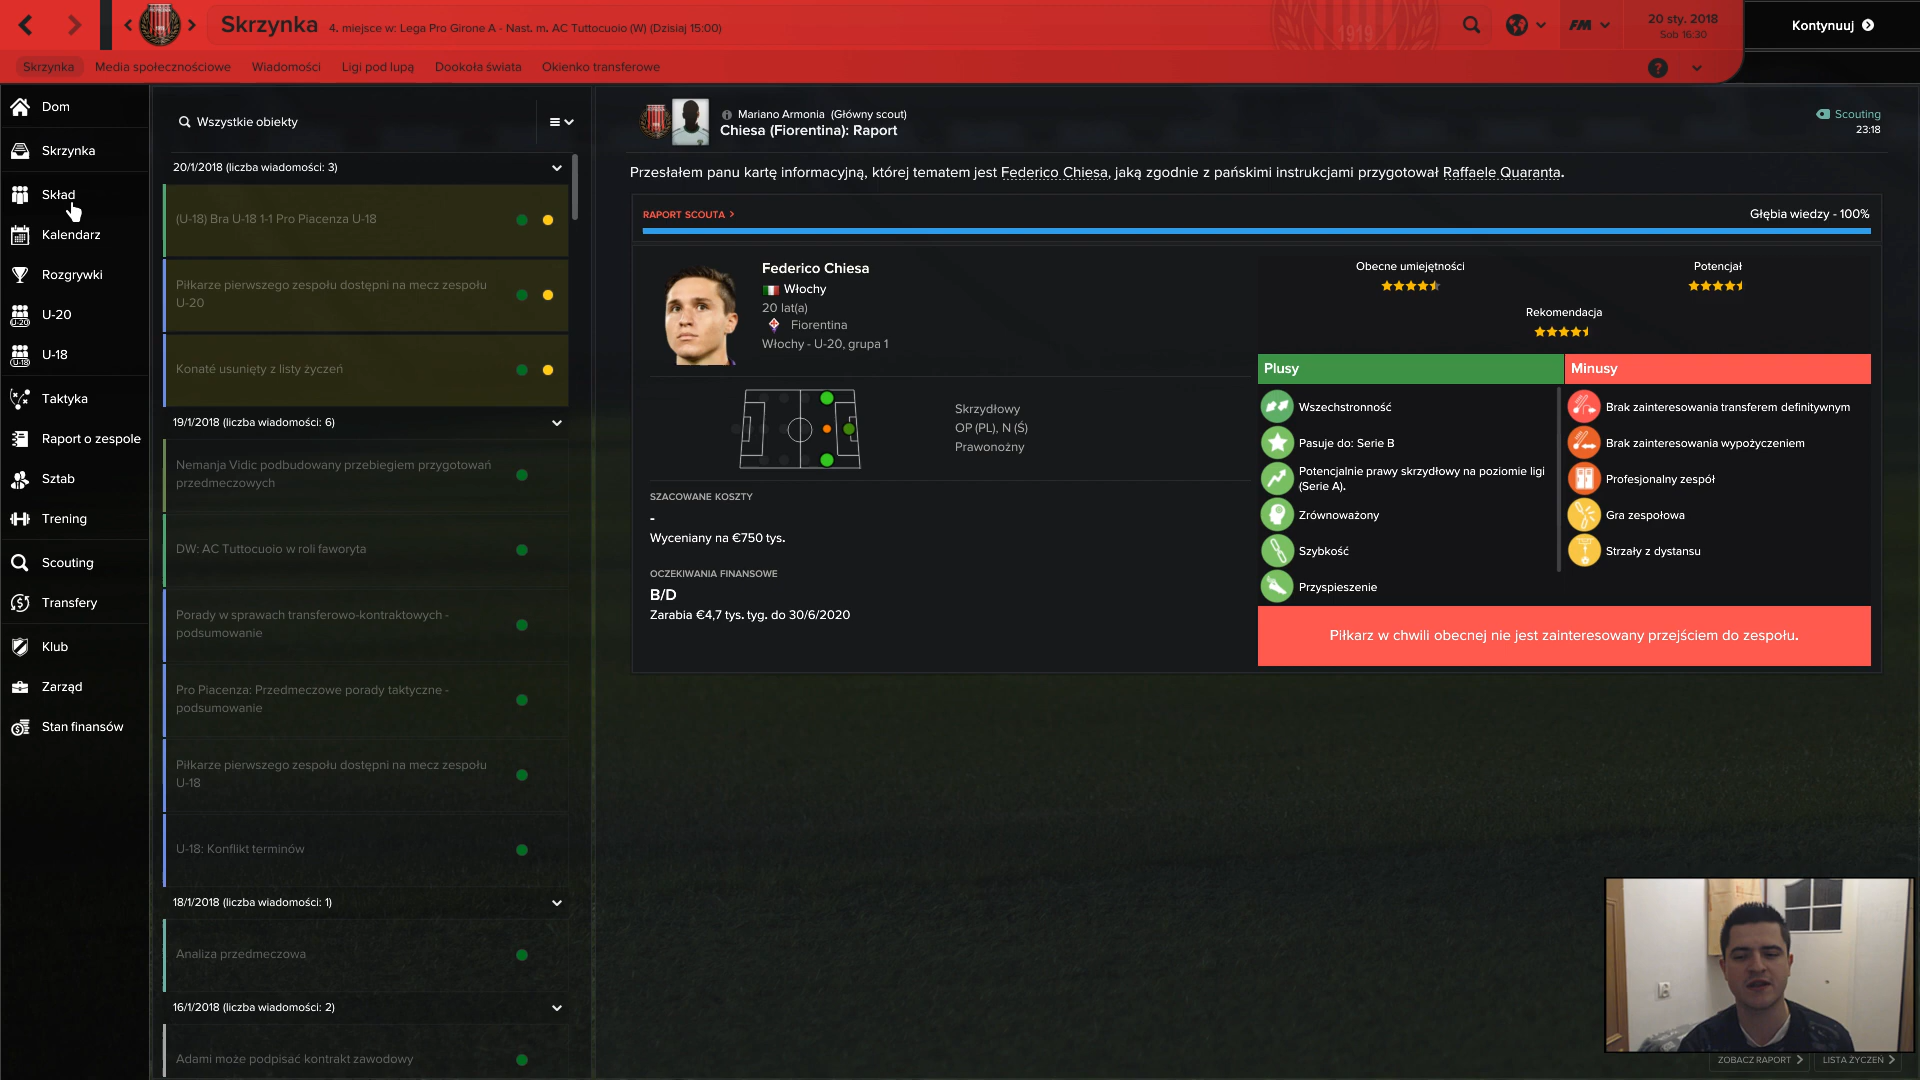 Skrzynka
4. miejsce w: Lega Pro Girone A - Nast. m. AC Tuttocuoio (W) (Dzisiaj 15:00)
1919
FM
20 sty. 2018
Sob 16:30
Kontynuuj
Skrzynka
Media społecznościowe
Wiadomości
Ligi pod lupą
Dookoła świata
Okienko transferowe
?
Dom
Skrzynka
Skład
Kalendarz
Rozgrywki
U-20
U-18
Taktyka
Raport o zespole
Sztab
Trening
Scouting
Transfery
Klub
Zarząd
Stan finansów
Wszystkie obiekty
20/1/2018 (liczba wiadomości: 3)
(U-18) Bra U-18 1-1 Pro Piacenza U-18
Piłkarze pierwszego zespołu dostępni na mecz zespołu
U-20
Konaté usunięty z listy życzeń
19/1/2018 (liczba wiadomości: 6)
Nemanja Vidic podbudowany przebiegiem przygotowań
przedmeczowych
DW: AC Tuttocuoio w roli faworyta
Porady w sprawach transferowo-kontraktowych -
podsumowanie
Pro Piacenza: Przedmeczowe porady taktyczne -
podsumowanie
Piłkarze pierwszego zespołu dostępni na mecz zespołu
U-18
U-18: Konflikt terminów
18/1/2018 (liczba wiadomości: 1)
Analiza przedmeczowa
16/1/2018 (liczba wiadomości: 2)
Adami może podpisać kontrakt zawodowy
Mariano Armonia (Główny scout)
Chiesa (Fiorentina): Raport
Scouting
23:18
Przesłałem panu kartę informacyjną, której tematem jest Federico Chiesa, jaką zgodnie z pańskimi instrukcjami przygotował Raffaele Quaranta.
RAPORT SCOUTA >
Głębia wiedzy - 100%
Federico Chiesa
Włochy
20 lat(a)
Fiorentina
Włochy - U-20, grupa 1
Skrzydłowy
OP (PL), N (Ś)
Prawonożny
SZACOWANE KOSZTY
-
Wyceniany na €750 tys.
OCZEKIWANIA FINANSOWE
B/D
Zarabia €4,7 tys. tyg. do 30/6/2020
Obecne umiejętności
Potencjał
Rekomendacja
Plusy
Wszechstronność
Pasuje do: Serie B
Potencjalnie prawy skrzydłowy na poziomie ligi
(Serie A).
Zrównoważony
Szybkość
Przyspieszenie
Minusy
Brak zainteresowania transferem definitywnym
Brak zainteresowania wypożyczeniem
Profesjonalny zespół
Gra zespołowa
Strzały z dystansu
Piłkarz w chwili obecnej nie jest zainteresowany przejściem do zespołu.
ZOBACZ RAPORT >
LISTA ŻYCZEŃ >